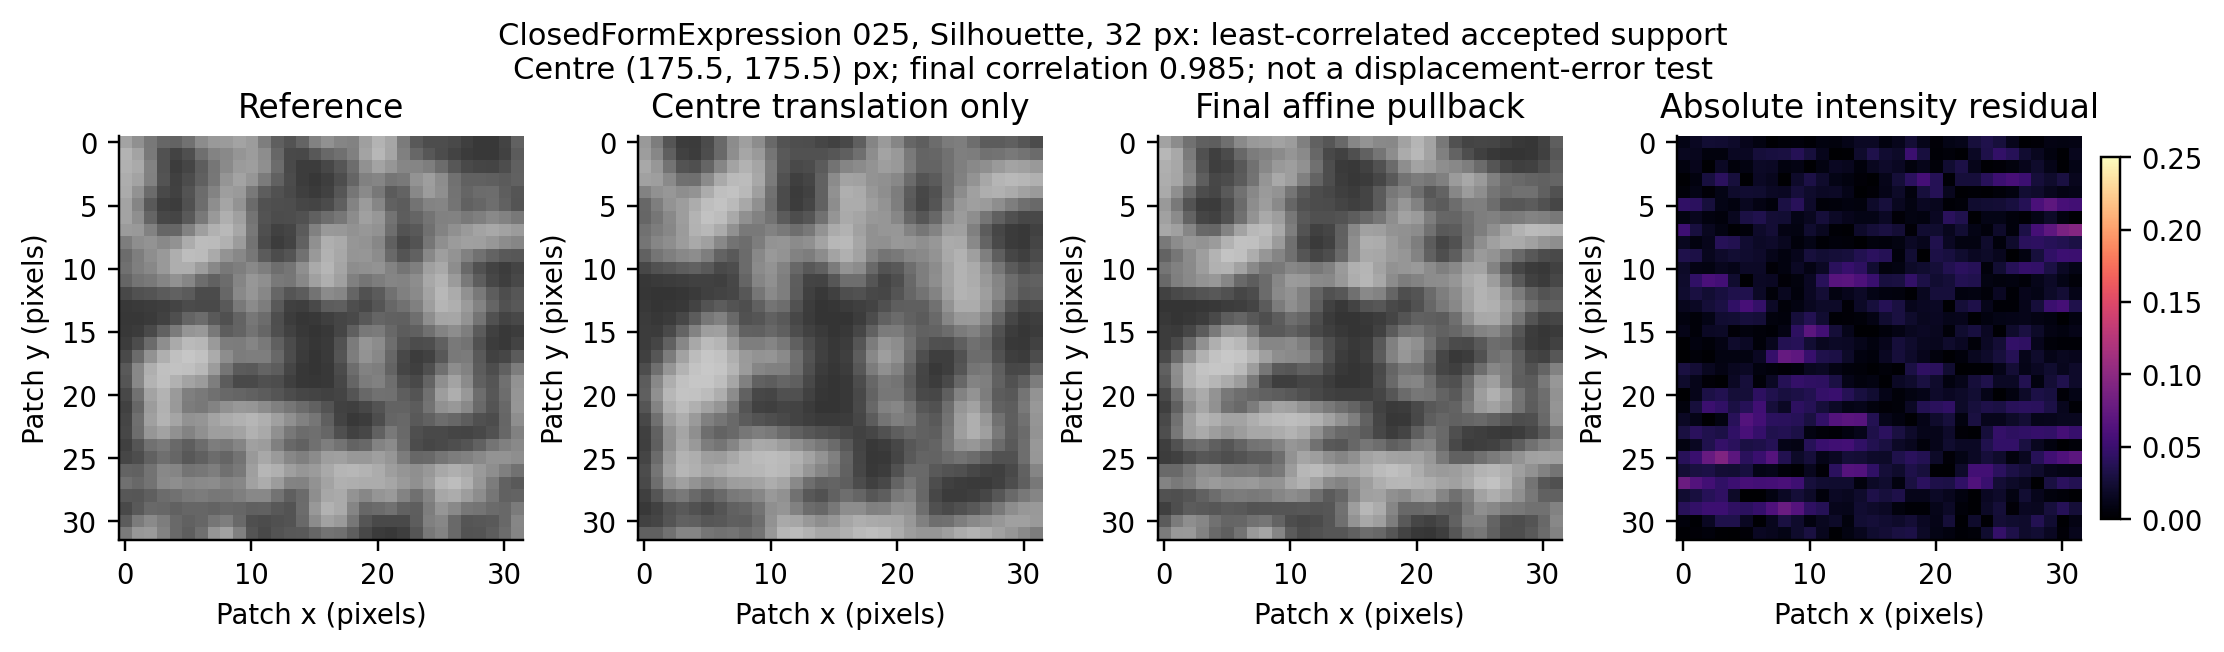 ClosedFormExpression 025, Silhouette, 32 px: least-correlated accepted support
Centre (175.5, 175.5) px; final correlation 0.985; not a displacement-error test
Reference
Centre translation only
Final affine pullback
Absolute intensity residual
Patch y (pixels)
0
5
10
15
20
25
30
0 10 20 30
Patch x (pixels)
Patch y (pixels)
0
5
10
15
20
25
30
0 10 20 30
Patch x (pixels)
Patch y (pixels)
0
5
10
15
20
25
30
0 10 20 30
Patch x (pixels)
Patch y (pixels)
0
5
10
15
20
25
30
0 10 20 30
Patch x (pixels)
0.25
0.20
0.15
0.10
0.05
0.00